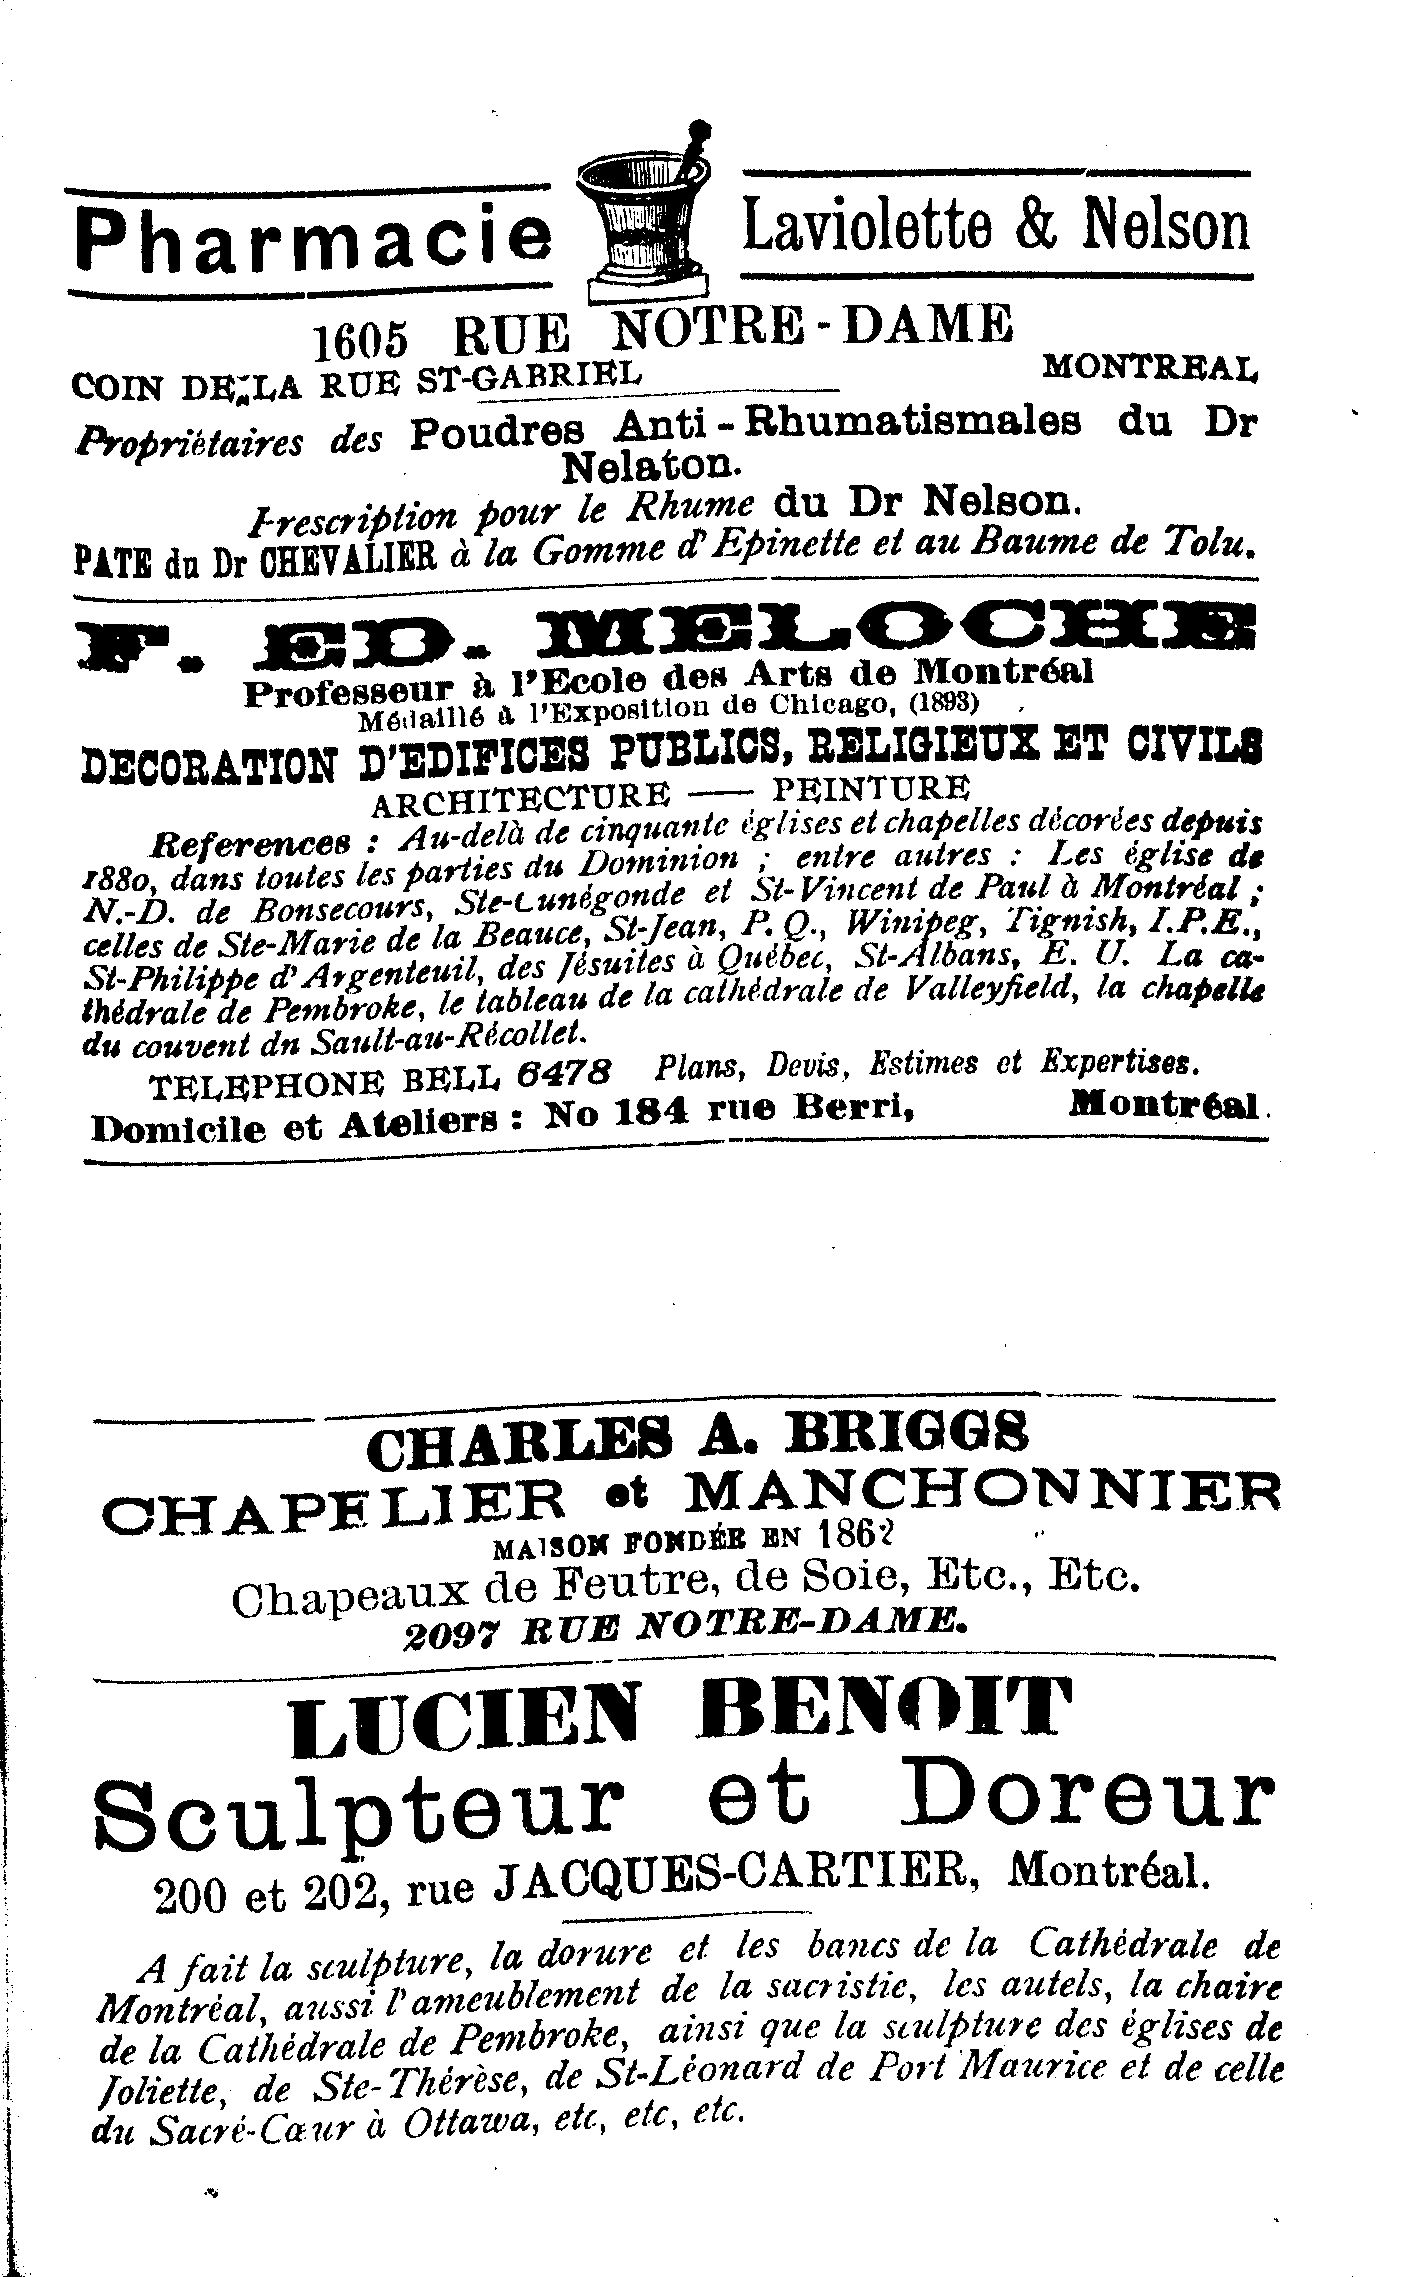 Pharmacie Laviolette & Nelson
1605 RUE NOTRE-DAME
COIN DE LA RUE ST-GABRIEL MONTREAL
Propriétaires des Poudres Anti-Rhumatismales du Dr
Nelaton.
Prescription pour le Rhume du Dr Nelson.
PATE du Dr CHEVALIER à la Gomme d'Epinette et au Baume de Tolu.
F. ED. MELOCHE
Professeur à l'Ecole des Arts de Montréal
Médaillé à l'Exposition de Chicago, (1893)
DECORATION D'EDIFICES PUBLICS, RELIGIEUX ET CIVILS
ARCHITECTURE — PEINTURE
References : Au-delà de cinquante églises et chapelles décorées depuis
1880, dans toutes les parties du Dominion ; entre autres : Les église de
N.-D. de Bonsecours, Ste-Cunégonde et St-Vincent de Paul à Montréal ;
celles de Ste-Marie de la Beauce, St-Jean, P. Q., Winipeg, Tignish, I.P.E.,
St-Philippe d'Argenteuil, des Jésuites à Québec, St-Albans, E. U. La ca-
thédrale de Pembroke, le tableau de la cathédrale de Valleyfield, la chapelle
du couvent dn Sault-au-Récollet.
TELEPHONE BELL 6478 Plans, Devis, Estimes et Expertises.
Domicile et Ateliers : No 184 rue Berri, Montréal.
CHARLES A. BRIGGS
CHAPELIER et MANCHONNIER
MAISON FONDÉE EN 1862
Chapeaux de Feutre, de Soie, Etc., Etc.
2097 RUE NOTRE-DAME.
LUCIEN BENOIT
Sculpteur et Doreur
200 et 202, rue JACQUES-CARTIER, Montréal.
A fait la sculpture, la dorure et les bancs de la Cathédrale de
Montréal, aussi l'ameublement de la sacristie, les autels, la chaire
de la Cathédrale de Pembroke, ainsi que la sculpture des églises de
Joliette, de Ste-Thérèse, de St-Léonard de Port Maurice et de celle
du Sacré-Cœur à Ottawa, etc, etc, etc.